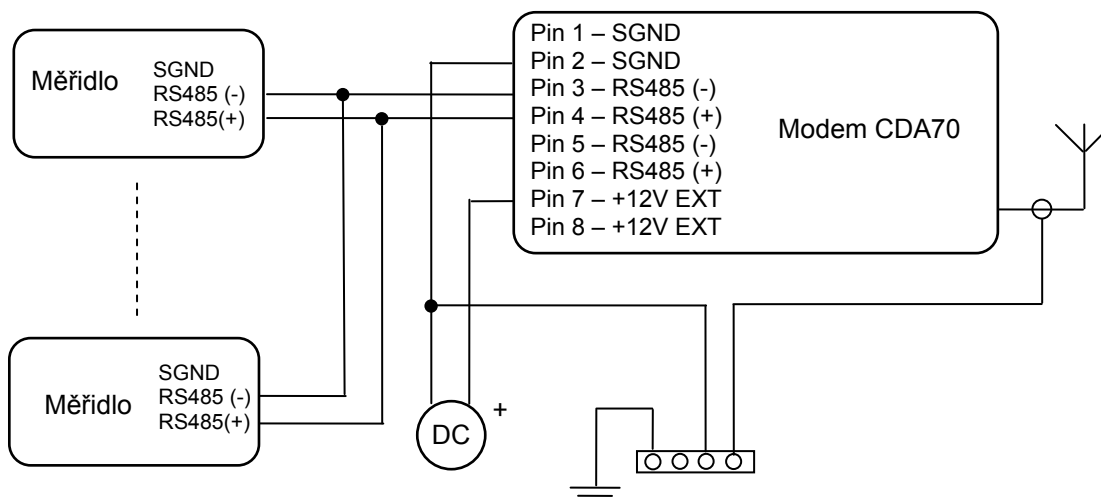 Měřidlo
SGND
RS485 (-)
RS485(+)
Pin 1 – SGND
Pin 2 – SGND
Pin 3 – RS485 (-)
Pin 4 – RS485 (+)
Pin 5 – RS485 (-)
Pin 6 – RS485 (+)
Pin 7 – +12V EXT
Pin 8 – +12V EXT
Modem CDA70
Měřidlo
SGND
RS485 (-)
RS485(+)
DC
+